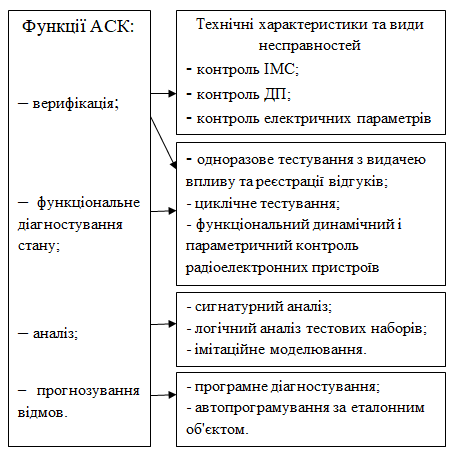 Функції АСК:
– верифікація;
– функціональне
діагностування
стану;
– аналіз;
– прогнозування
відмов.
Технічні характеристики та види
несправностей
- контроль ІМС;
- контроль ДП;
- контроль електричних параметрів
- одноразове тестування з видачею
впливу та реєстрації відгуків;
- циклічне тестування;
- функціональний динамічний і
параметричний контроль
радіоелектронних пристроїв
- сигнатурний аналіз;
- логічний аналіз тестових наборів;
- імітаційне моделювання.
- програмне діагностування;
- автопрограмування за еталонним
об'єктом.